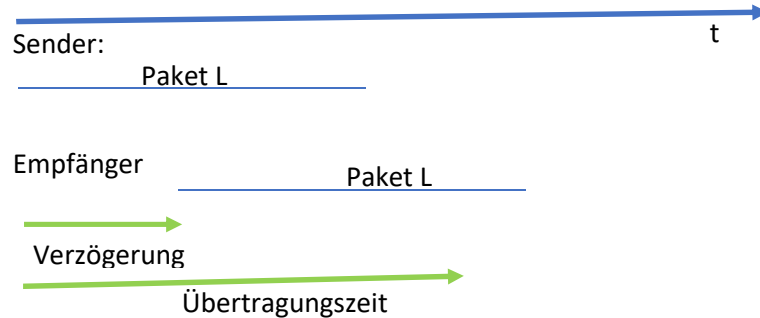 t
Sender:
Paket L
Empfänger
Paket L
Verzögerung
Übertragungszeit